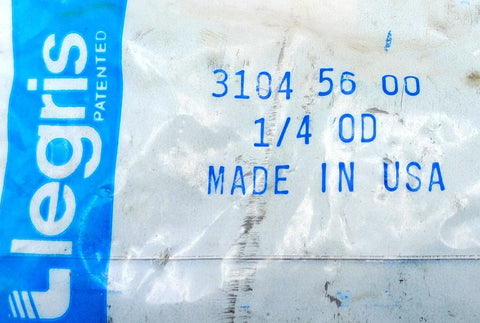 legris
PATENTED
3104 56 00
1/4 OD
MADE IN USA